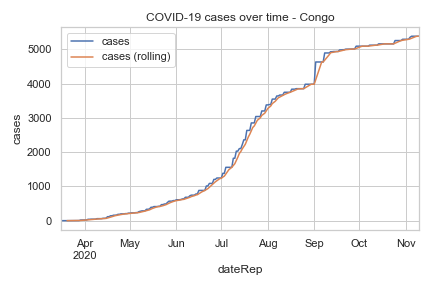 COVID-19 cases over time - Congo
cases
cases (rolling)
cases
5000
4000
3000
2000
1000
0
Apr
2020
May
Jun
Jul
Aug
Sep
Oct
Nov
dateRep